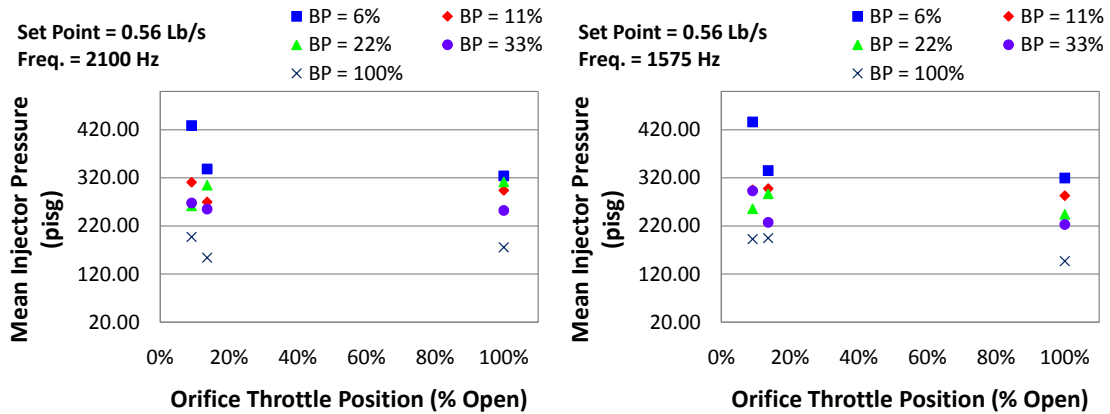 Set Point = 0.56 Lb/s
Freq. = 2100 Hz
BP = 6%
BP = 11%
BP = 22%
BP = 33%
BP = 100%
Mean Injector Pressure
(pisg)
420.00
320.00
220.00
120.00
20.00
0%
20%
40%
60%
80%
100%
Orifice Throttle Position (% Open)
Set Point = 0.56 Lb/s
Freq. = 1575 Hz
BP = 6%
BP = 11%
BP = 22%
BP = 33%
BP = 100%
Mean Injector Pressure
(pisg)
420.00
320.00
220.00
120.00
20.00
0%
20%
40%
60%
80%
100%
Orifice Throttle Position (% Open)